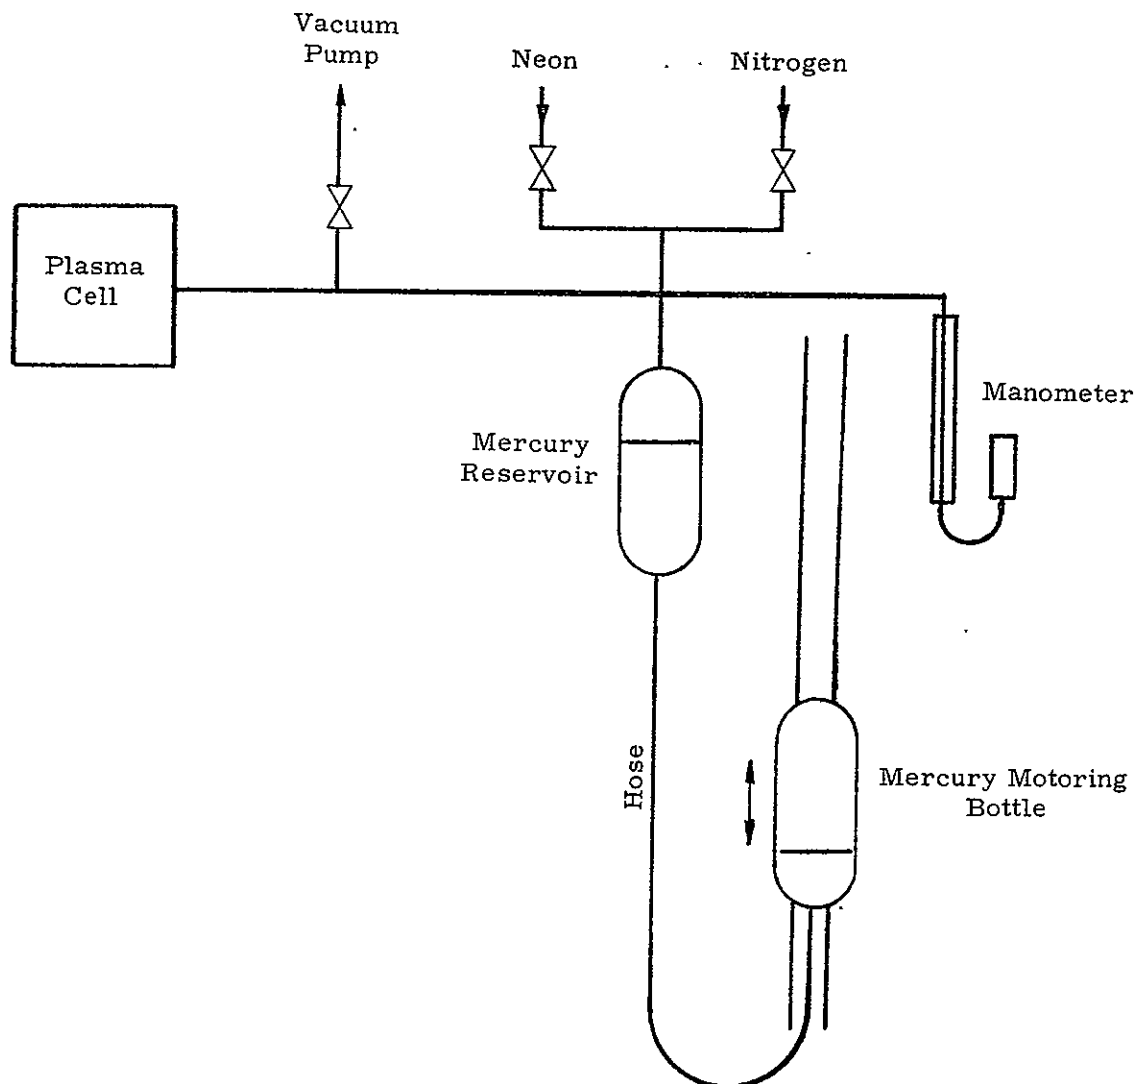 Vacuum
Pump
Neon
Nitrogen
Plasma
Cell
Manometer
Mercury
Reservoir
Hose
Mercury Motoring
Bottle